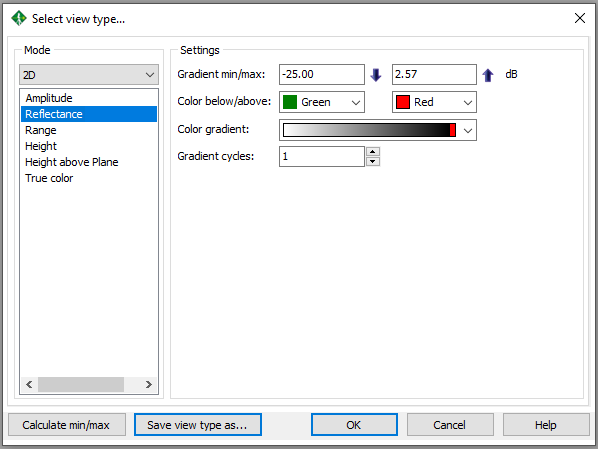 Select view type...
Mode
2D
Amplitude
Reflectance
Range
Height
Height above Plane
True color
Settings
Gradient min/max: -25.00 2.57 dB
Color below/above: Green Red
Color gradient:
Gradient cycles: 1
Calculate min/max Save view type as... OK Cancel Help